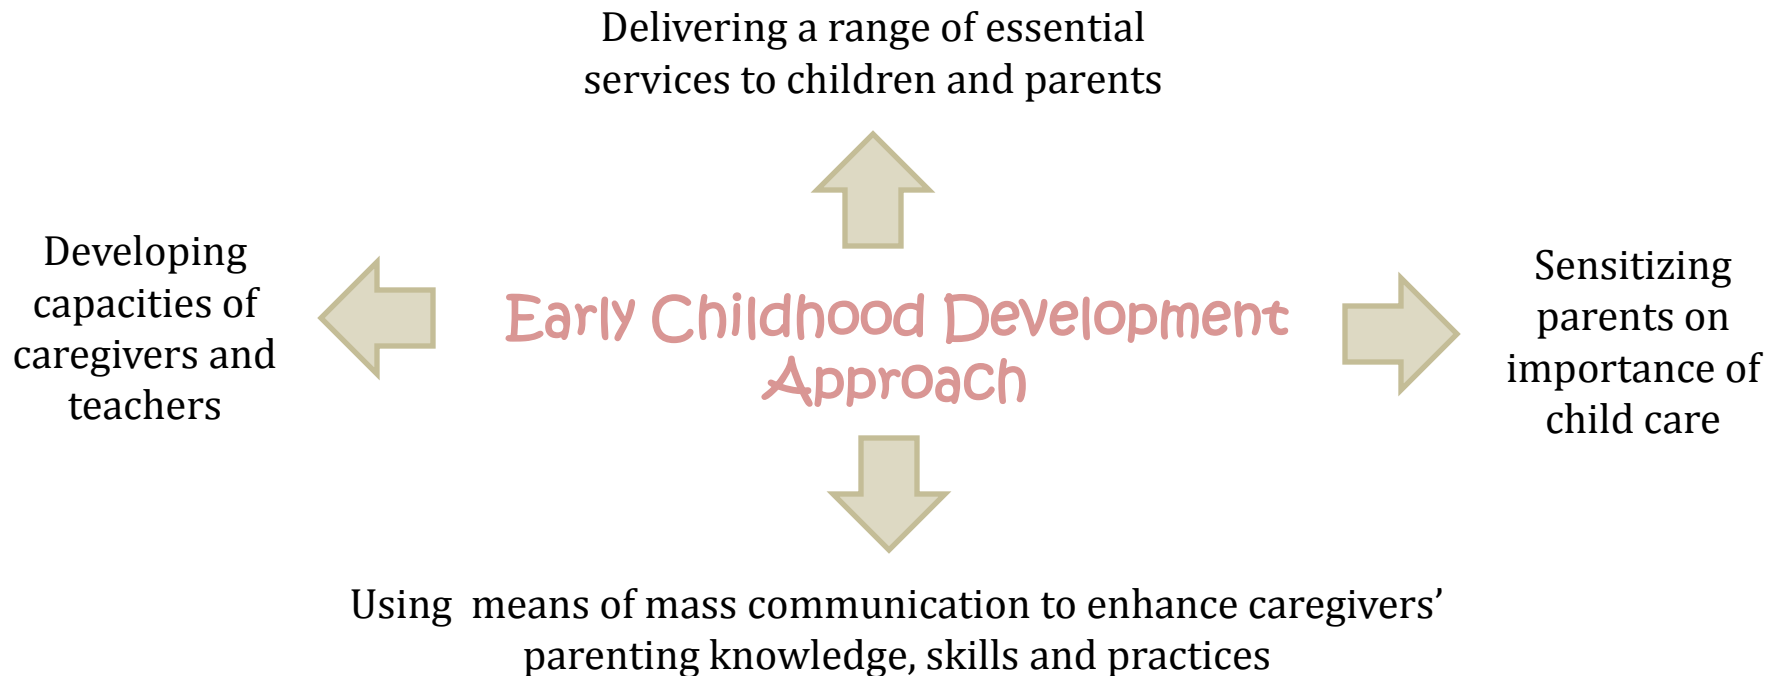 Delivering a range of essential
services to children and parents
Developing
capacities of
caregivers and
teachers
Early Childhood Development
Approach
Sensitizing
parents on
importance of
child care
Using  means of mass communication to enhance caregivers’
parenting knowledge, skills and practices